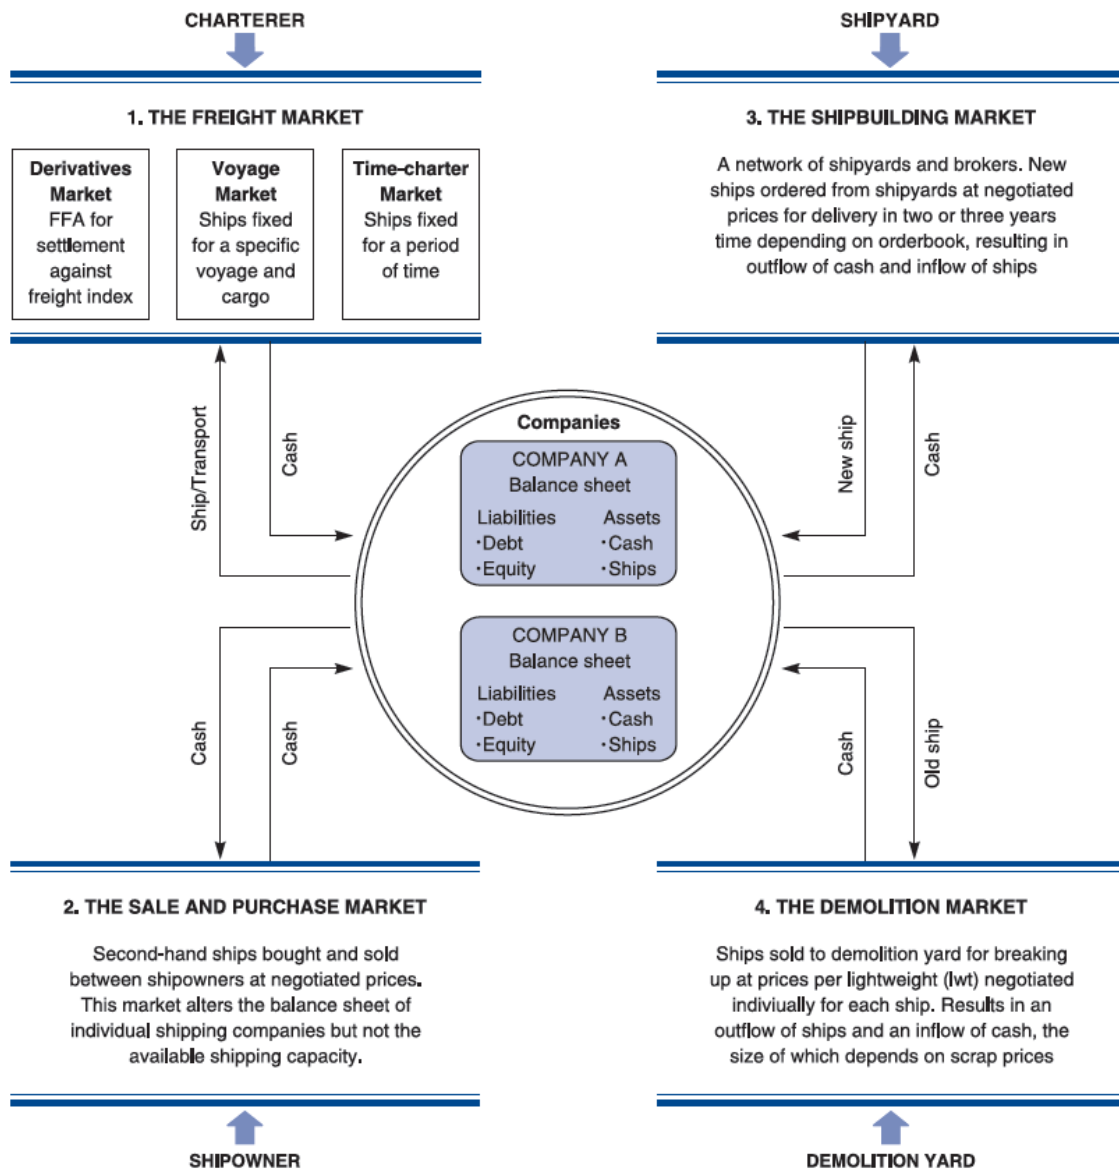 CHARTERER
SHIPYARD
1. THE FREIGHT MARKET
Derivatives
Market
FFA for
settlement
against
freight index
Voyage
Market
Ships fixed
for a specific
voyage and
cargo
Time-charter
Market
Ships fixed
for a period
of time
3. THE SHIPBUILDING MARKET
A network of shipyards and brokers. New
ships ordered from shipyards at negotiated
prices for delivery in two or three years
time depending on orderbook, resulting in
outflow of cash and inflow of ships
Ship/Transport
Cash
New ship
Cash
Companies
COMPANY A
Balance sheet
Liabilities Assets
·Debt ·Cash
·Equity ·Ships
COMPANY B
Balance sheet
Liabilities Assets
·Debt ·Cash
·Equity ·Ships
Cash
Cash
Cash
Old ship
2. THE SALE AND PURCHASE MARKET
Second-hand ships bought and sold
between shipowners at negotiated prices.
This market alters the balance sheet of
individual shipping companies but not the
available shipping capacity.
4. THE DEMOLITION MARKET
Ships sold to demolition yard for breaking
up at prices per lightweight (lwt) negotiated
indiviually for each ship. Results in an
outflow of ships and an inflow of cash, the
size of which depends on scrap prices
SHIPOWNER
DEMOLITION YARD